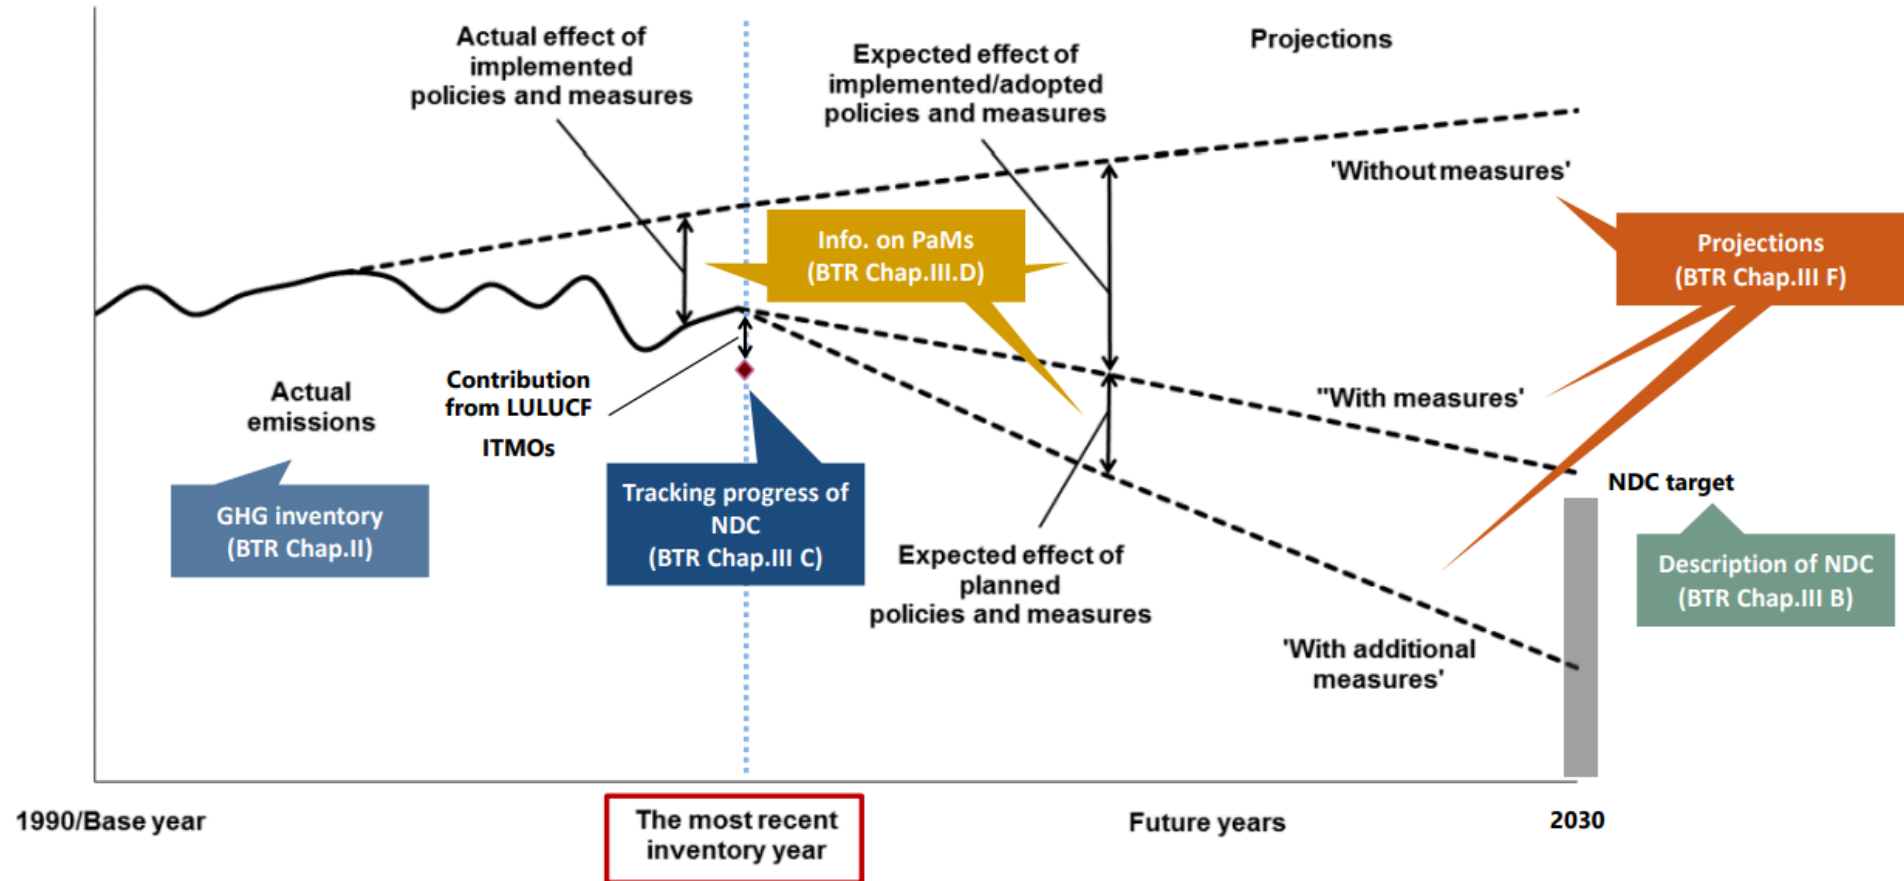 Actual effect of
implemented
policies and measures
Expected effect of
implemented/adopted
policies and measures
Projections
'Without measures'
Info. on PaMs
(BTR Chap.III.D)
Projections
(BTR Chap.III F)
Actual
emissions
Contribution
from LULUCF
ITMOs
"With measures'
GHG inventory
(BTR Chap.II)
Tracking progress of
NDC
(BTR Chap.III C)
NDC target
Description of NDC
(BTR Chap.III B)
Expected effect of
planned
policies and measures
'With additional
measures'
1990/Base year
The most recent
inventory year
Future years
2030